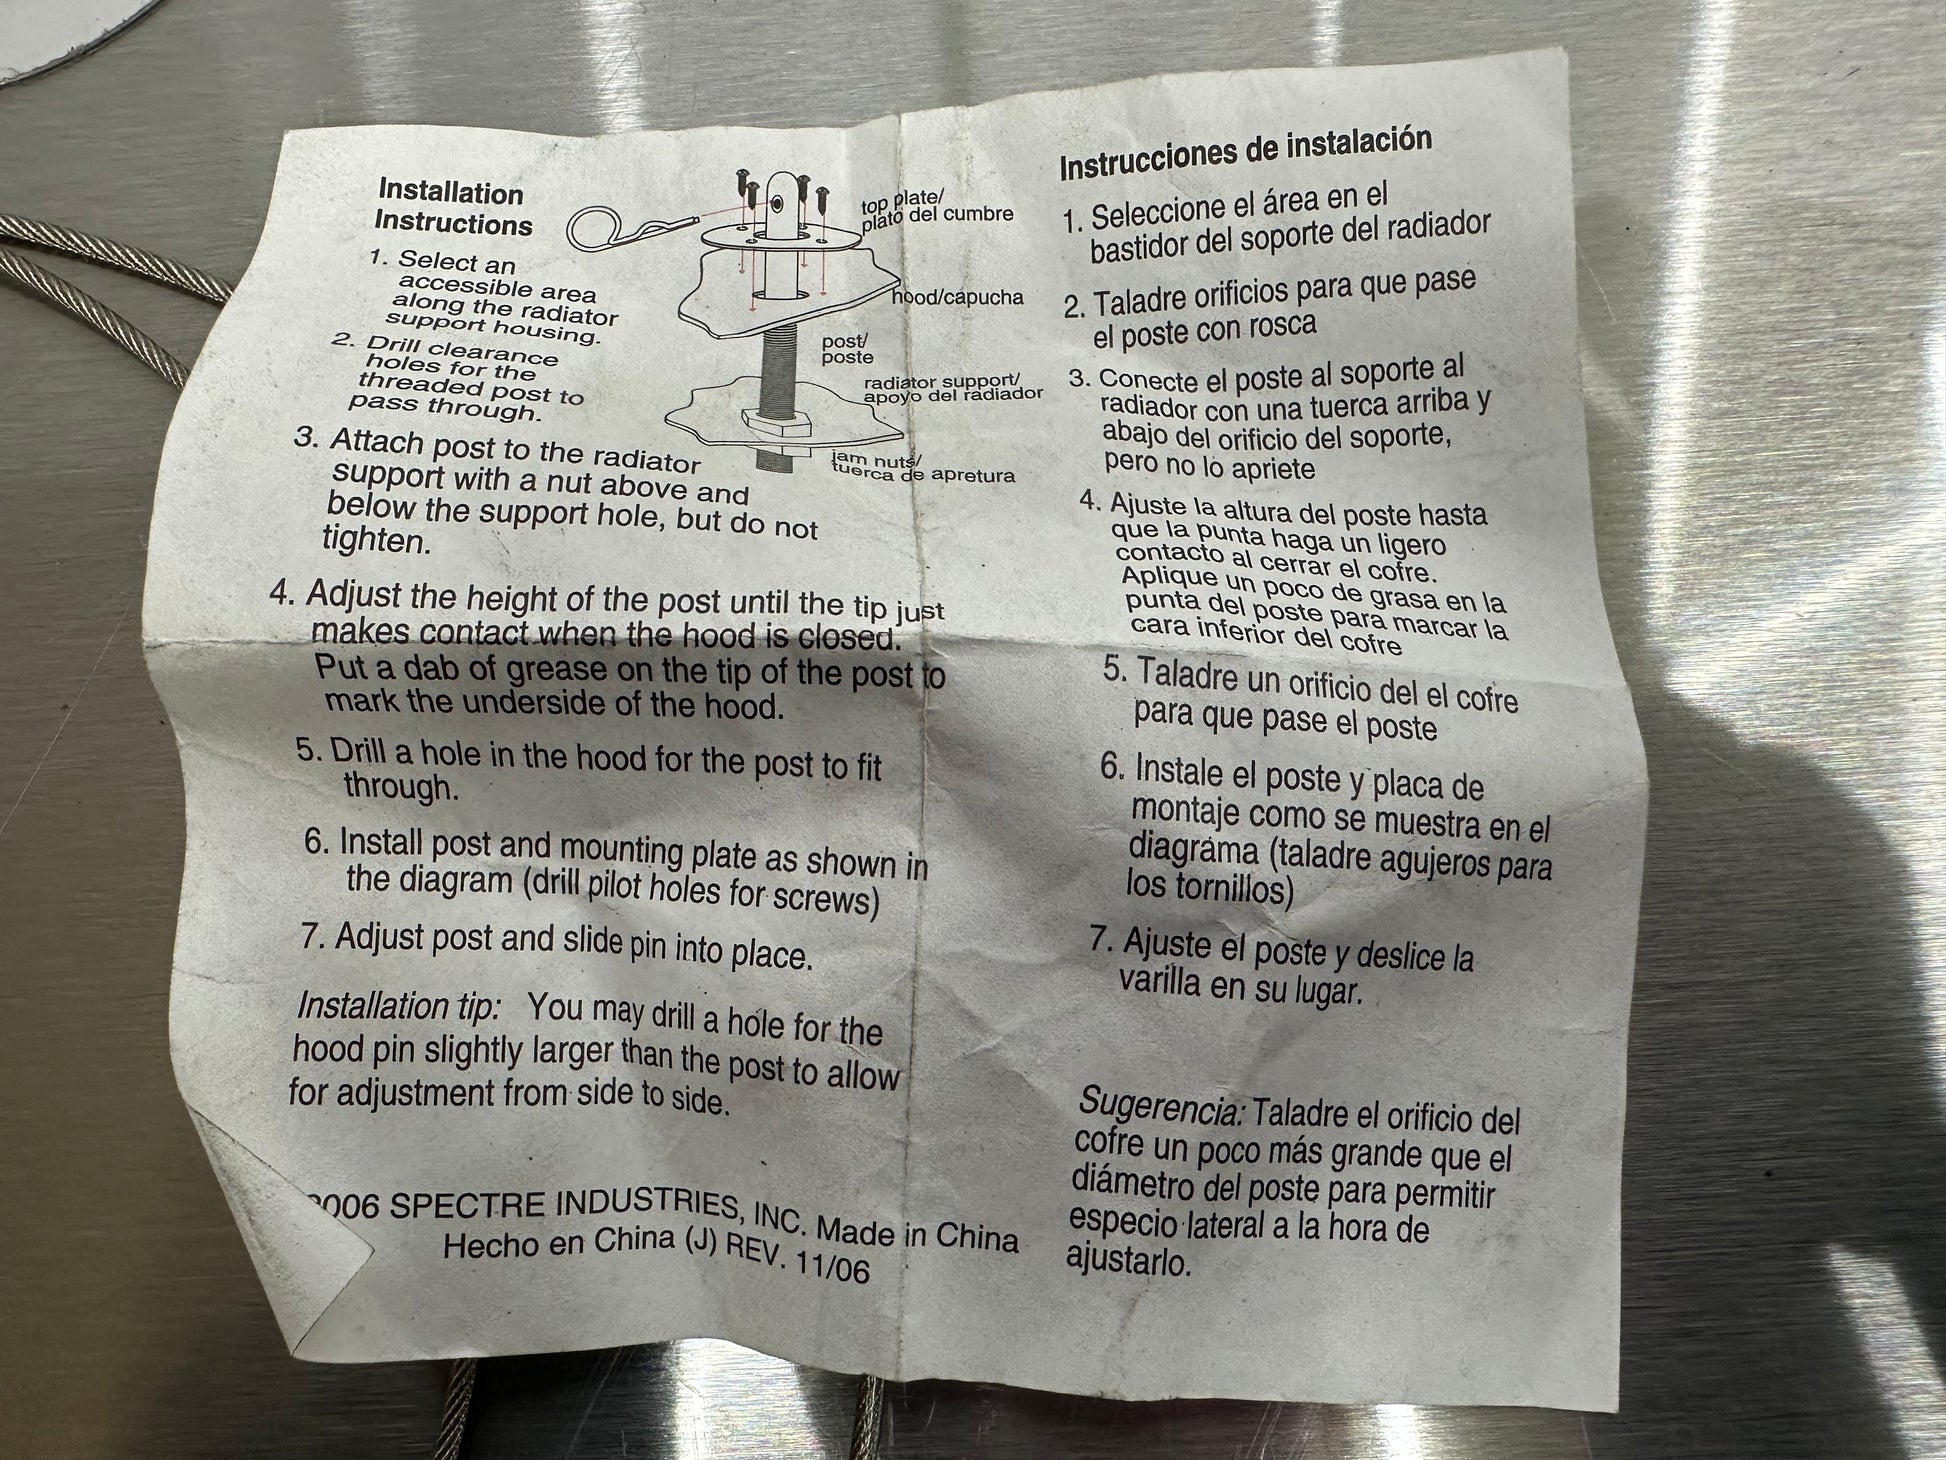 Installation
Instructions
1. Select an
accessible area
along the radiator
support housing.
2. Drill clearance
holes for the
threaded post to
pass through.
3. Attach post to the radiator
support with a nut above and
below the support hole, but do not
tighten.
4. Adjust the height of the post until the tip just
makes contact when the hood is closed.
Put a dab of grease on the tip of the post to
mark the underside of the hood.
5. Drill a hole in the hood for the post to fit
through.
6. Install post and mounting plate as shown in
the diagram (drill pilot holes for screws)
7. Adjust post and slide pin into place.
Installation tip: You may drill a hole for the
hood pin slightly larger than the post to allow
for adjustment from side to side.
top plate/
plato del cumbre
hood/capucha
post/
poste
radiator support/
apoyo del radiador
jam nuts/
tuerca de apretura
006 SPECTRE INDUSTRIES, INC. Made in China
Hecho en China (J) REV. 11/06
Instrucciones de instalación
1. Seleccione el área en el
bastidor del soporte del radiador
2. Taladre orificios para que pase
el poste con rosca
3. Conecte el poste al soporte al
radiador con una tuerca arriba y
abajo del orificio del soporte,
pero no lo apriete
4. Ajuste la altura del poste hasta
que la punta haga un ligero
contacto al cerrar el cofre.
Aplique un poco de grasa en la
punta del poste para marcar la
cara inferior del cofre
5. Taladre un orificio del el cofre
para que pase el poste
6. Instale el poste y placa de
montaje como se muestra en el
diagráma (taladre agujeros para
los tornillos)
7. Ajuste el poste y deslice la
varilla en su lugar.
Sugerencia: Taladre el orificio del
cofre un poco más grande que el
diámetro del poste para permitir
especio lateral a la hora de
ajustarlo.